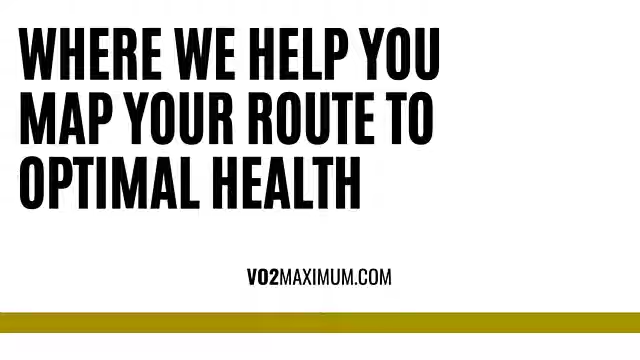 WHERE WE HELP YOU
MAP YOUR ROUTE TO
OPTIMAL HEALTH
VO2MAXIMUM.COM